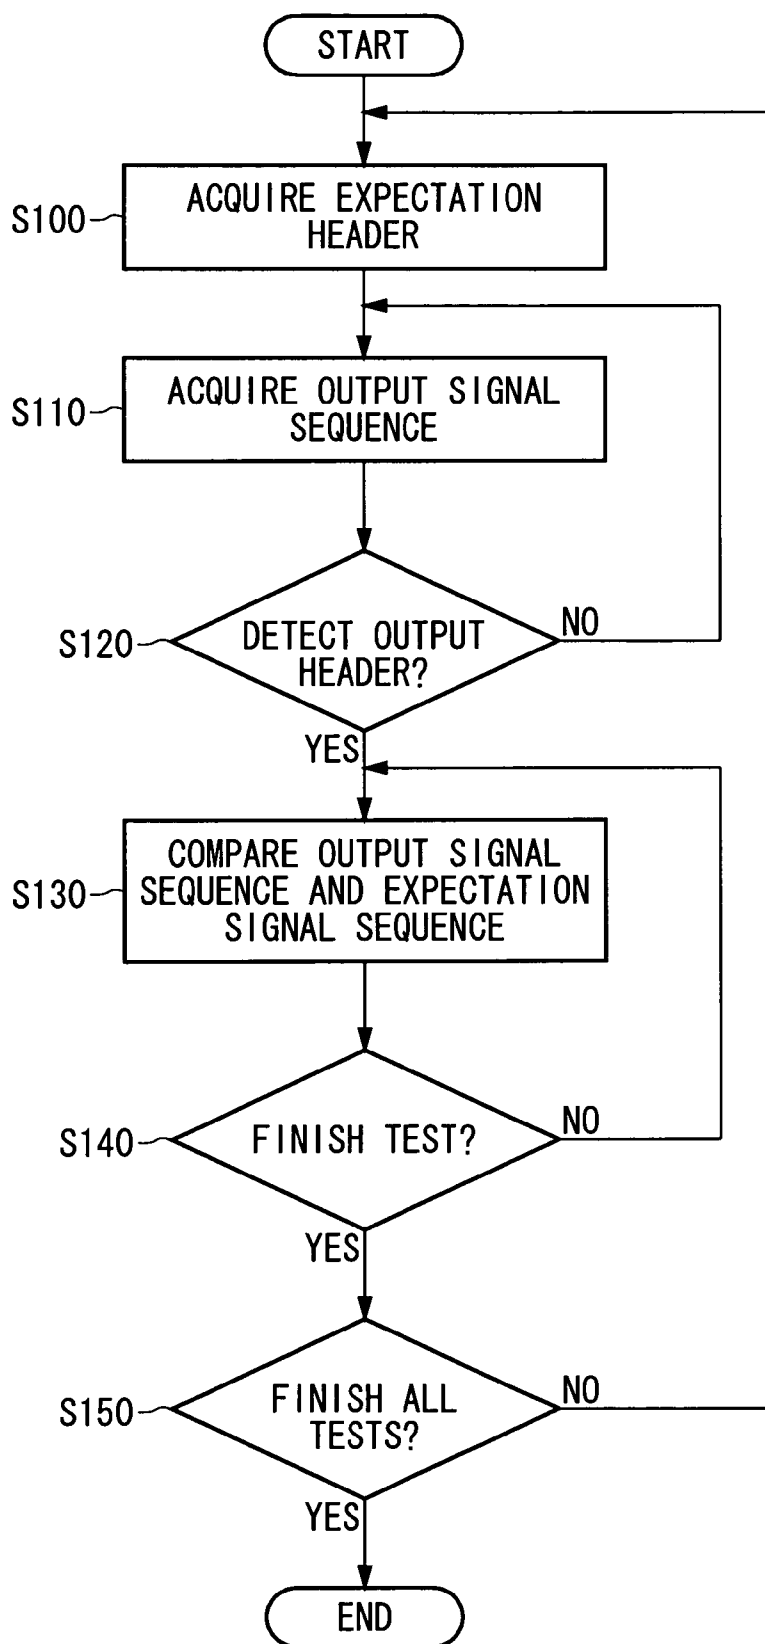 START
S100
ACQUIRE EXPECTATION
HEADER
S110
ACQUIRE OUTPUT SIGNAL
SEQUENCE
S120
DETECT OUTPUT
HEADER?
NO
YES
S130
COMPARE OUTPUT SIGNAL
SEQUENCE AND EXPECTATION
SIGNAL SEQUENCE
S140
FINISH TEST?
NO
YES
S150
FINISH ALL
TESTS?
NO
YES
END